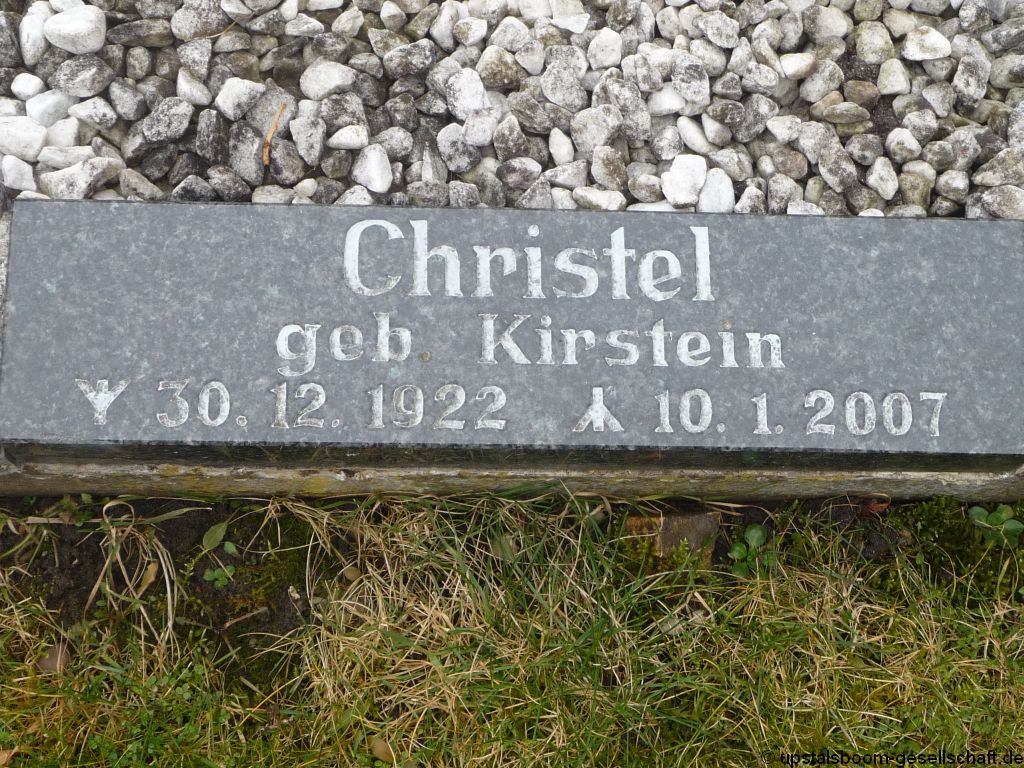 Christel
geb. Kirstein
30. 12. 1922 10. 1. 2007
© upstalsboom-gesellschaft.de